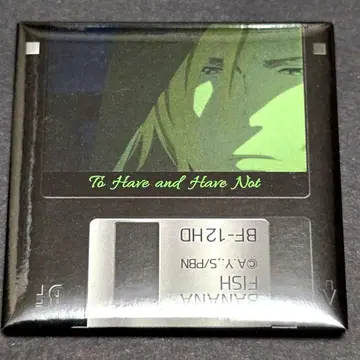 To Have and Have Not
BF-12HD
©A.Y.,S/PBN
BANANA
FISH